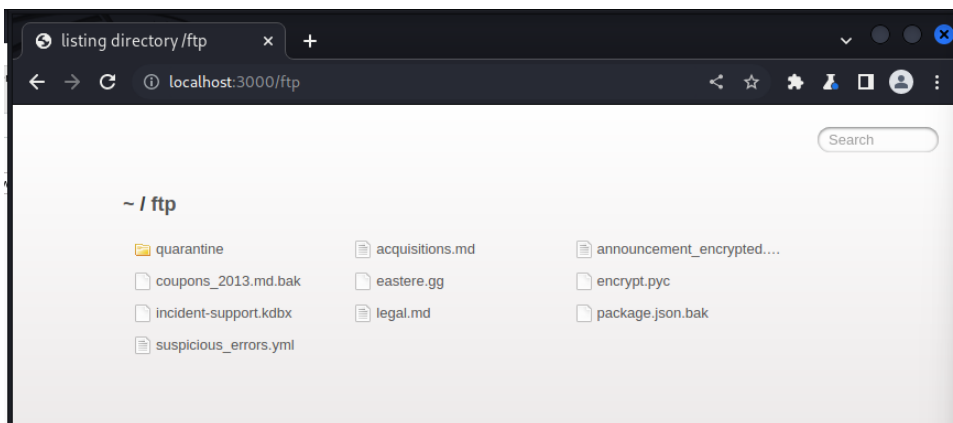 listing directory /ftp
localhost:3000/ftp
Search
~ / ftp
quarantine acquisitions.md announcement_encrypted....
coupons_2013.md.bak eastere.gg encrypt.pyc
incident-support.kdbx legal.md package.json.bak
suspicious_errors.yml